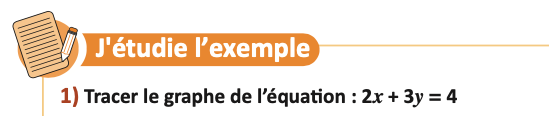 J'étudie l'exemple
1) Tracer le graphe de l'équation : 2x + 3y = 4